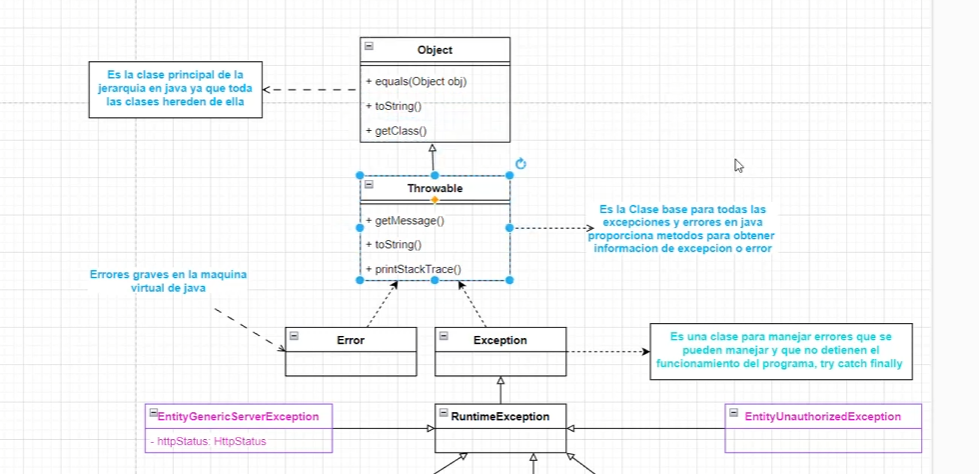 Object
Es la clase principal de la
jerarquia en java ya que toda
las clases hereden de ella
+ equals(Object obj)
+ toString()
+ getClass()
Throwable
+ getMessage()
+ toString()
+ printStackTrace()
Es la Clase base para todas las
excepciones y errores en java
proporciona metodos para obtener
informacion de excepcion o error
Errores graves en la maquina
virtual de java
Error
Exception
Es una clase para manejar errores que se
pueden manejar y que no detienen el
funcionamiento del programa, try catch finally
EntityGenericServerException
- httpStatus: HttpStatus
RuntimeException
EntityUnauthorizedException